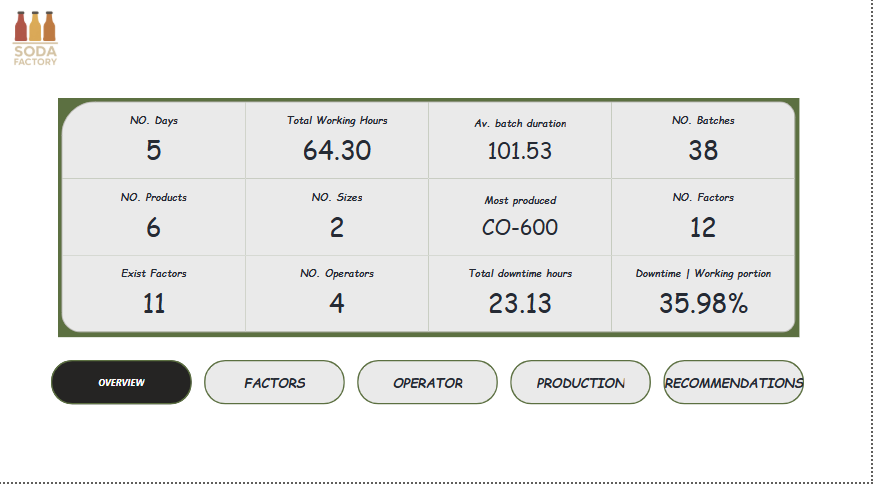 SODA
FACTORY
NO. Days
5
Total Working Hours
64.30
Av. batch duration
101.53
NO. Batches
38
NO. Products
6
NO. Sizes
2
Most produced
CO-600
NO. Factors
12
Exist Factors
11
NO. Operators
4
Total downtime hours
23.13
Downtime | Working portion
35.98%
OVERVIEW
FACTORS
OPERATOR
PRODUCTION
RECOMMENDATIONS